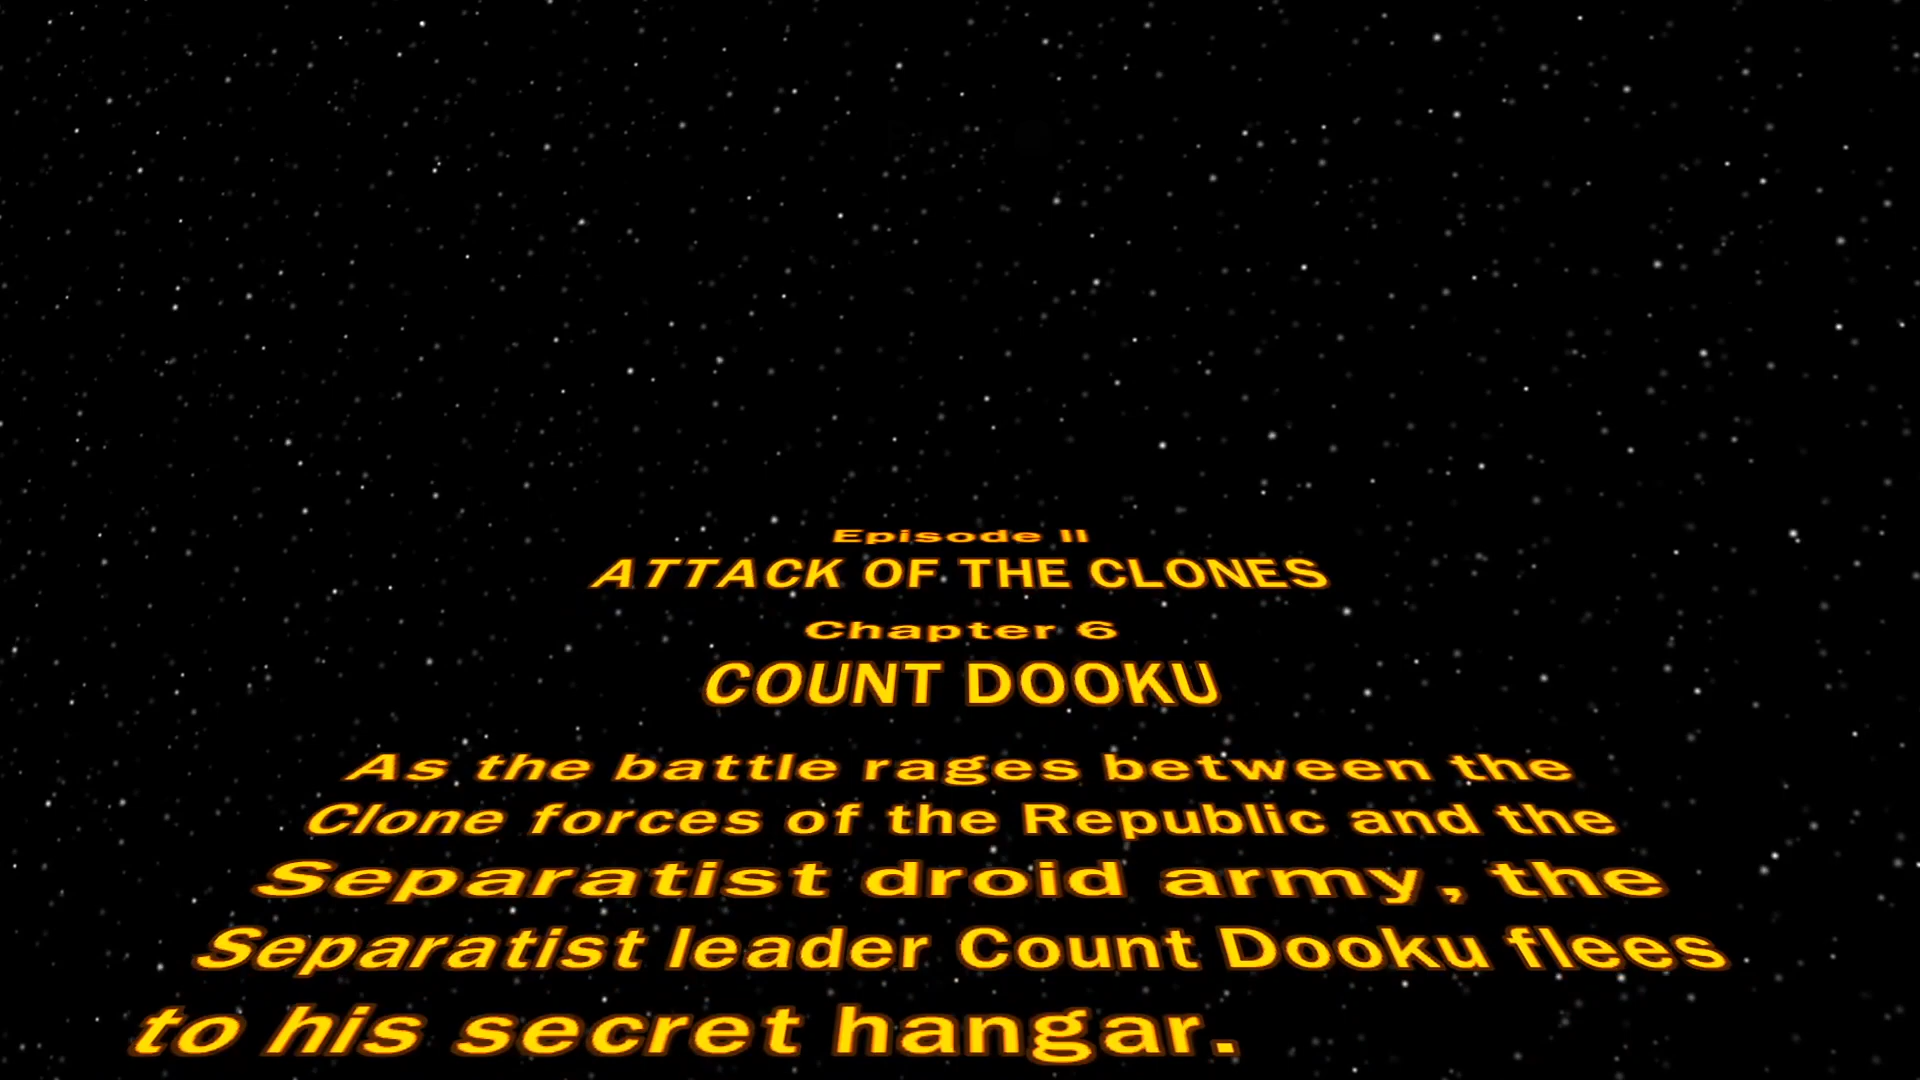 Episode II
ATTACK OF THE CLONES
Chapter 6
COUNT DOOKU
As the battle rages between the
Clone forces of the Republic and the
Separatist droid army, the
Separatist leader Count Dooku flees
to his secret hangar.